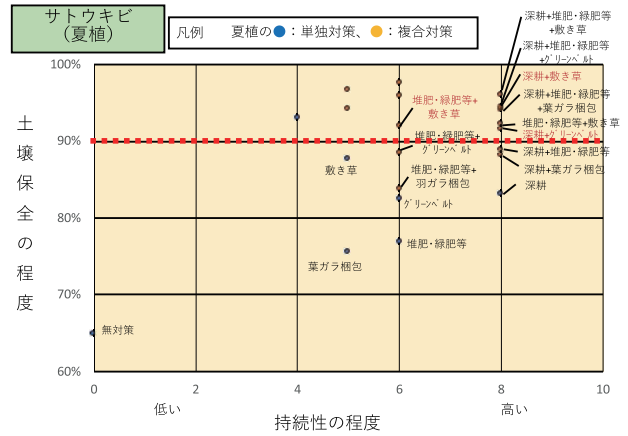 サトウキビ
（夏植）
凡例　夏植の●：単独対策、●：複合対策
土壌保全の程度
100%
90%
80%
70%
60%
0
2
4
6
8
10
低い
高い
持続性の程度
無対策
敷き草
葉ガラ梱包
堆肥・緑肥等+
敷き草
堆肥・緑肥等+
グリーンベルト
堆肥・緑肥等+
羽ガラ梱包
グリーンベルト
堆肥・緑肥等
深耕+堆肥・緑肥等
+敷き草
深耕+堆肥・緑肥等
+グリーンベルト
深耕+敷き草
深耕+堆肥・緑肥等
+葉ガラ梱包
堆肥・緑肥等+敷き草
深耕+グリーンベルト
深耕+堆肥・緑肥等
深耕+葉ガラ梱包
深耕